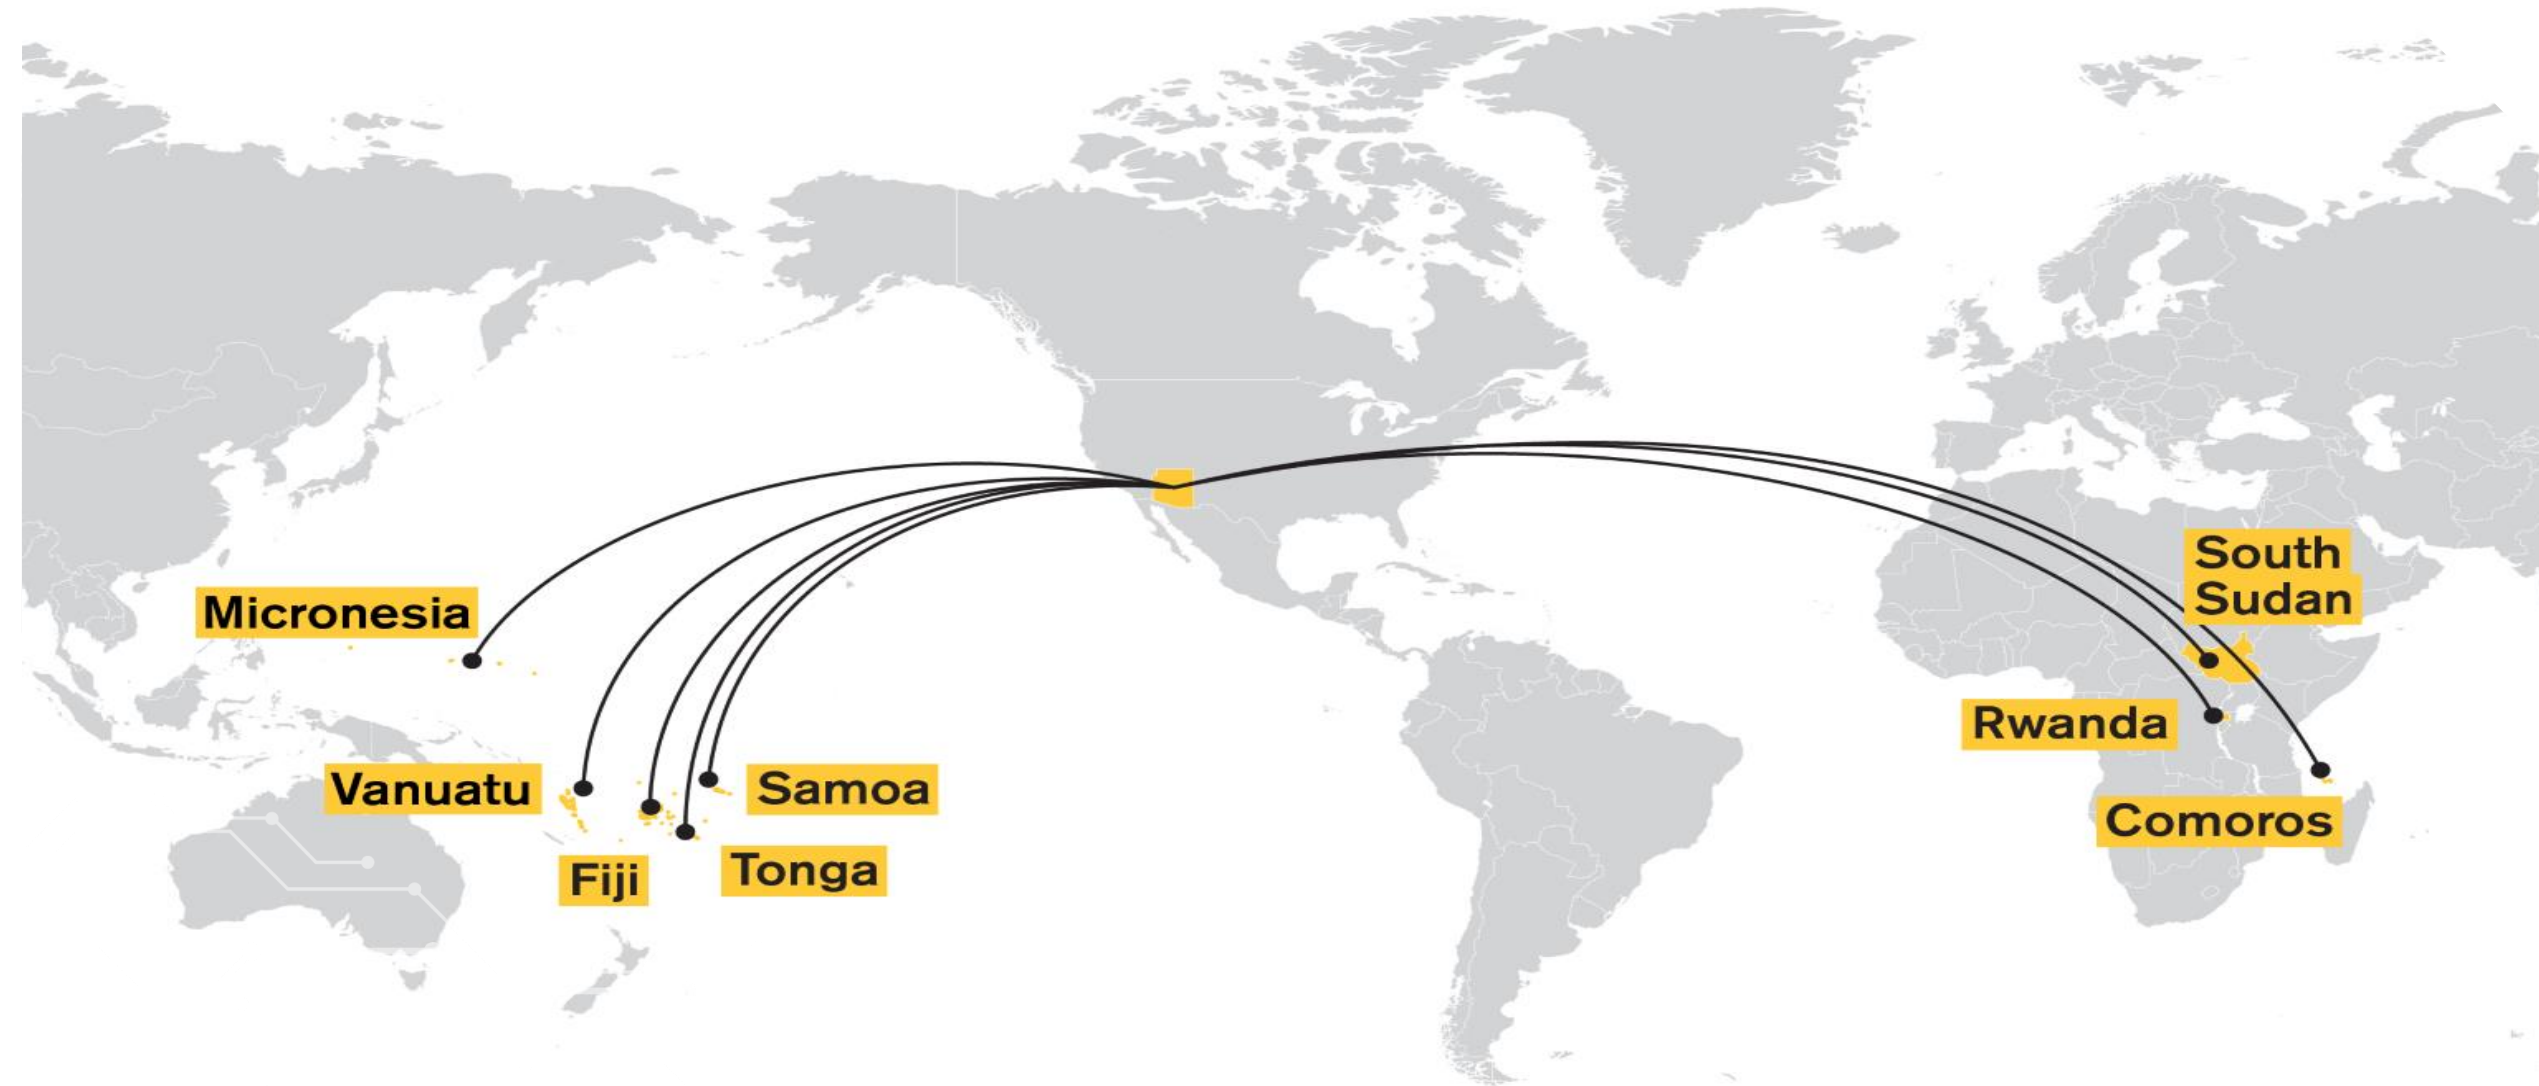 South
Sudan
Micronesia
Rwanda
Vanuatu
Samoa
Comoros
Fiji
Tonga